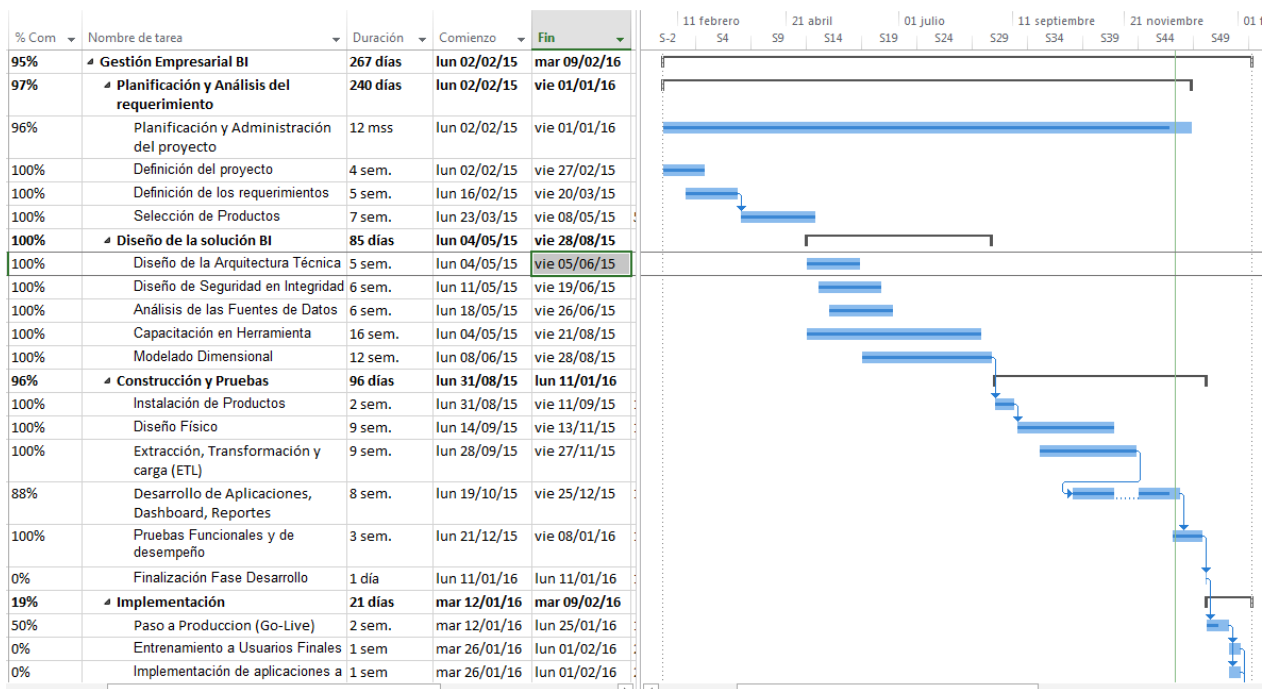 11 febrero 21 abril 01 julio 11 septiembre 21 noviembre 01 f
% Com Nombre de tarea Duración Comienzo Fin S-2 S4 S9 S14 S19 S24 S29 S34 S39 S44 S49
95% Gestión Empresarial BI 267 días lun 02/02/15 mar 09/02/16
97% Planificación y Análisis del 240 días lun 02/02/15 vie 01/01/16
requerimiento
96% Planificación y Administración 12 mss lun 02/02/15 vie 01/01/16
del proyecto
100% Definición del proyecto 4 sem. lun 02/02/15 vie 27/02/15
100% Definición de los requerimientos 5 sem. lun 16/02/15 vie 20/03/15
100% Selección de Productos 7 sem. lun 23/03/15 vie 08/05/15
100% Diseño de la solución BI 85 días lun 04/05/15 vie 28/08/15
100% Diseño de la Arquitectura Técnica 5 sem. lun 04/05/15 vie 05/06/15
100% Diseño de Seguridad en Integridad 6 sem. lun 11/05/15 vie 19/06/15
100% Análisis de las Fuentes de Datos 6 sem. lun 18/05/15 vie 26/06/15
100% Capacitación en Herramienta 16 sem. lun 04/05/15 vie 21/08/15
100% Modelado Dimensional 12 sem. lun 08/06/15 vie 28/08/15
96% Construcción y Pruebas 96 días lun 31/08/15 lun 11/01/16
100% Instalación de Productos 2 sem. lun 31/08/15 vie 11/09/15
100% Diseño Físico 9 sem. lun 14/09/15 vie 13/11/15
100% Extracción, Transformación y 9 sem. lun 28/09/15 vie 27/11/15
carga (ETL)
88% Desarrollo de Aplicaciones, 8 sem. lun 19/10/15 vie 25/12/15
Dashboard, Reportes
100% Pruebas Funcionales y de 3 sem. lun 21/12/15 vie 08/01/16
desempeño
0% Finalización Fase Desarrollo 1 día lun 11/01/16 lun 11/01/16
19% Implementación 21 días mar 12/01/16 mar 09/02/16
50% Paso a Produccion (Go-Live) 2 sem. mar 12/01/16 lun 25/01/16
0% Entrenamiento a Usuarios Finales 1 sem mar 26/01/16 lun 01/02/16
0% Implementación de aplicaciones a 1 sem mar 26/01/16 lun 01/02/16